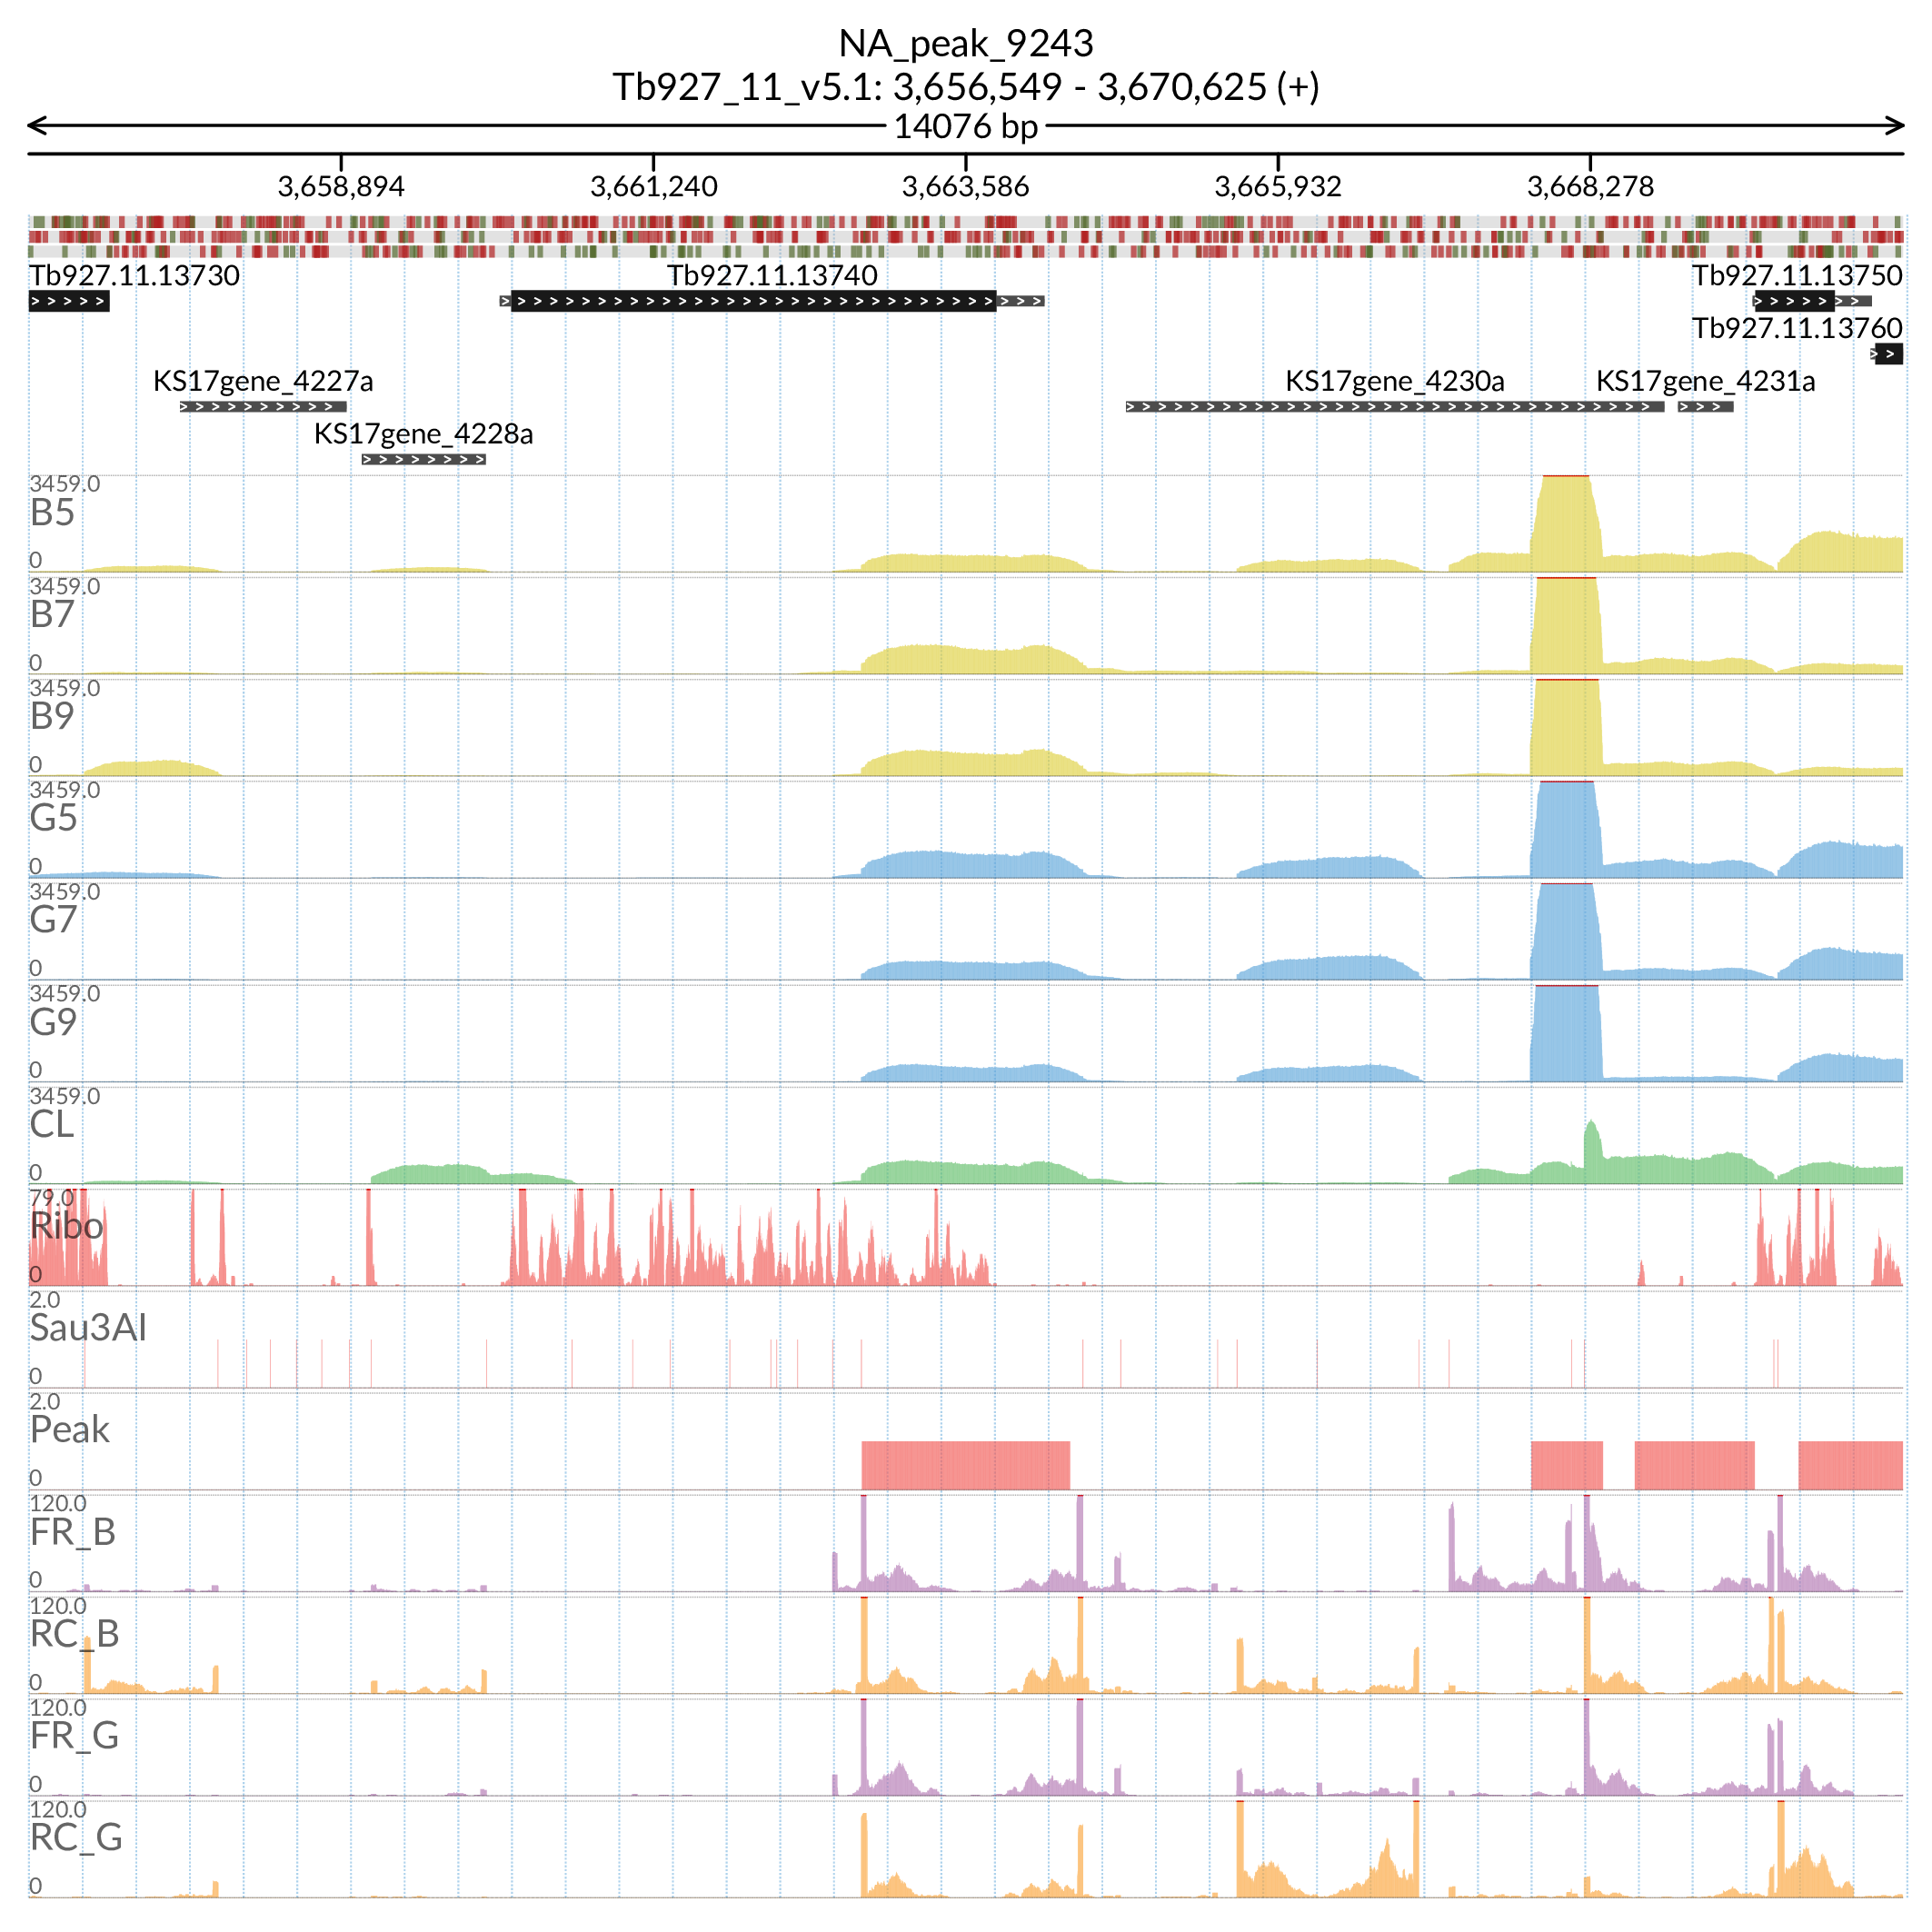 NA_peak_9243
Tb927_11_v5.1: 3,656,549 - 3,670,625 (+)
14076 bp
3,658,894 3,661,240 3,663,586 3,665,932 3,668,278
Tb927.11.13730 Tb927.11.13740 Tb927.11.13750
Tb927.11.13760
KS17gene_4227a KS17gene_4230a KS17gene_4231a
KS17gene_4228a
3459.0
B5
0
3459.0
B7
0
3459.0
B9
0
3459.0
G5
0
3459.0
G7
0
3459.0
G9
0
3459.0
CL
0
79.0
Ribo
0
2.0
Sau3AI
0
2.0
Peak
0
120.0
FR_B
0
120.0
RC_B
0
120.0
FR_G
0
120.0
RC_G
0